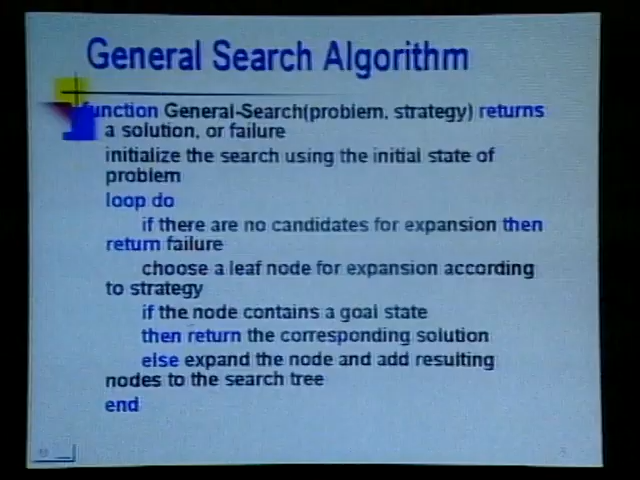 General Search Algorithm
function General-Search(problem, strategy) returns
a solution, or failure
initialize the search using the initial state of
problem
loop do
if there are no candidates for expansion then
return failure
choose a leaf node for expansion according
to strategy
if the node contains a goal state
then return the corresponding solution
else expand the node and add resulting
nodes to the search tree
end